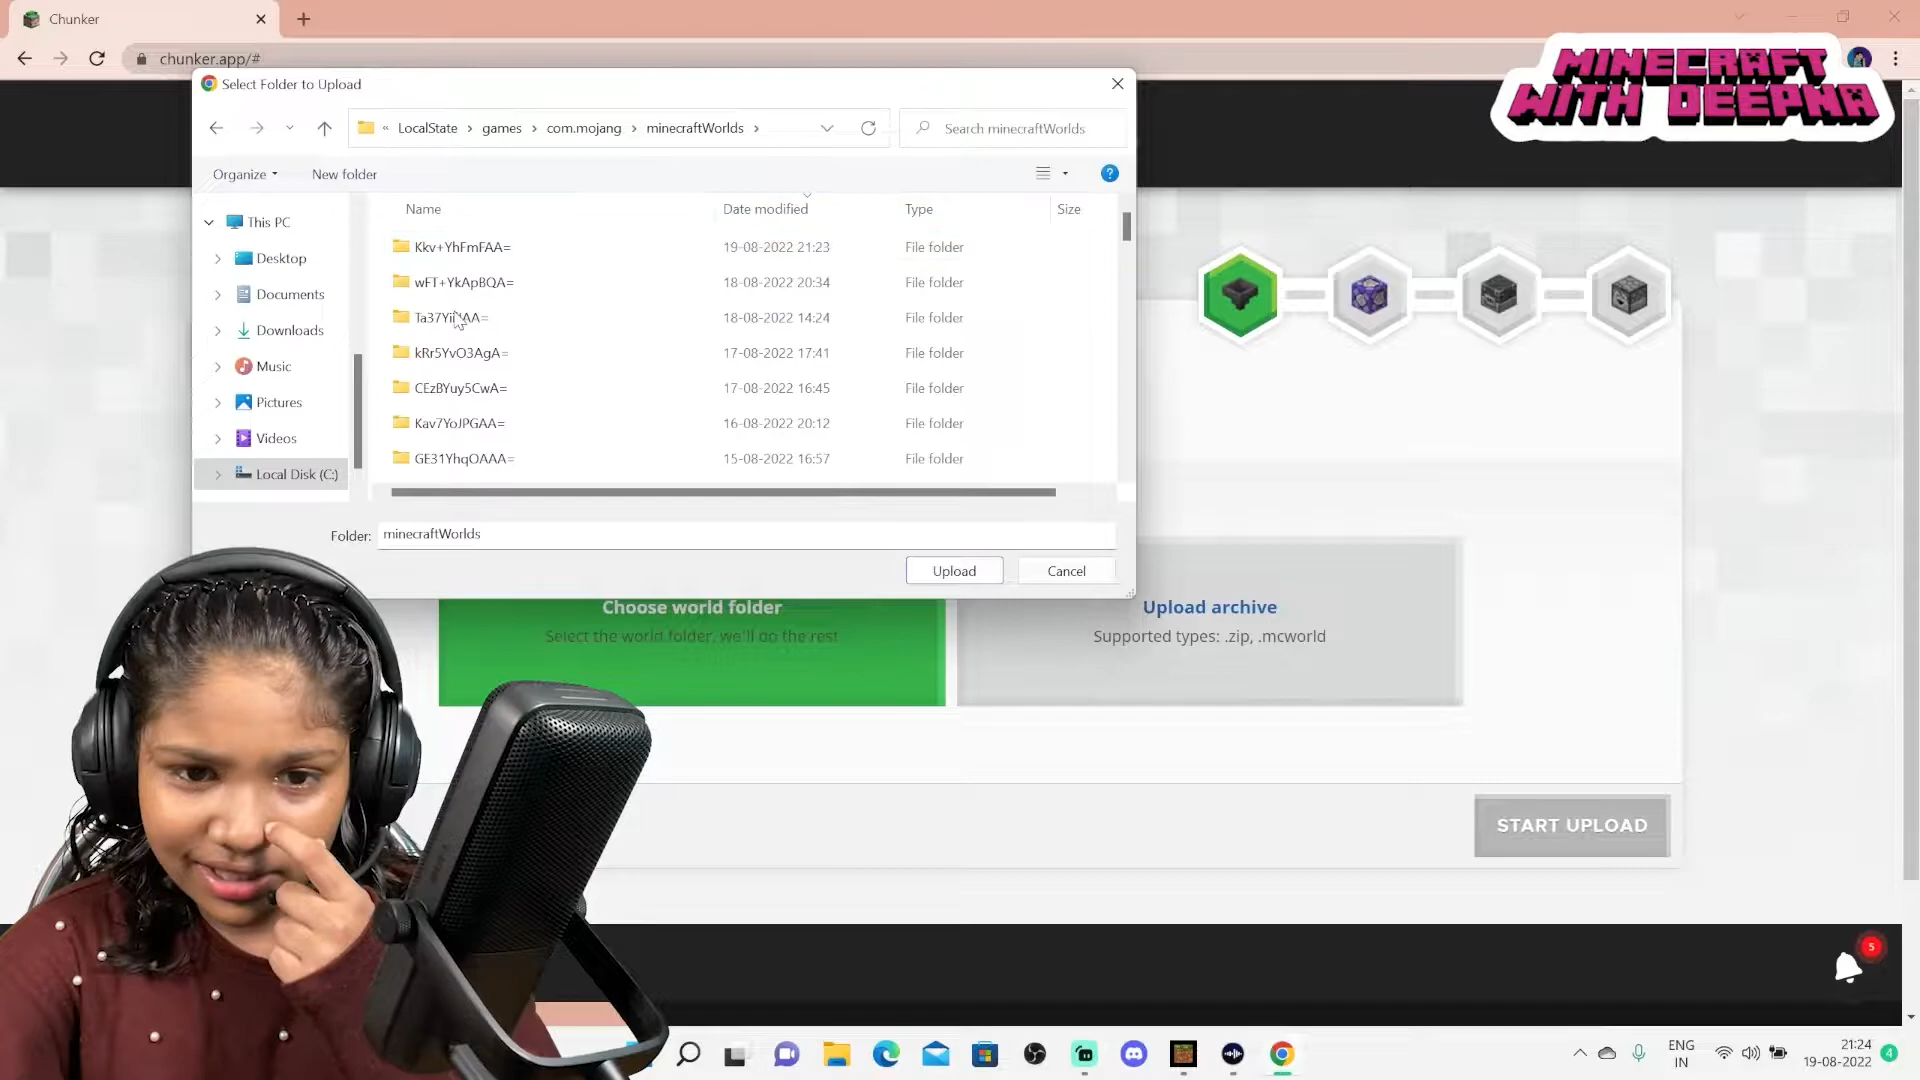 Chunker
chunker.app/#
MINECRAFT
WITH DEEPNA
Select Folder to Upload
« LocalState > games > com.mojang > minecraftWorlds >
Search minecraftWorlds
Organize
New folder
Name
Date modified
Type
Size
This PC
Desktop
Documents
Downloads
Music
Pictures
Videos
Local Disk (C:)
Kkv+YhFmFAA= 19-08-2022 21:23 File folder
wFT+YkApBQA= 18-08-2022 20:34 File folder
18-08-2022 14:24 File folder
kRr5YvO3AgA= 17-08-2022 17:41 File folder
CEzBYuy5CwA= 17-08-2022 16:45 File folder
Kav7YoJPGAA= 16-08-2022 20:12 File folder
GE31YhqOAAA= 15-08-2022 16:57 File folder
Folder: minecraftWorlds
Upload
Cancel
Choose world folder
Select the world folder, we'll do the rest
Upload archive
Supported types: .zip, .mcworld
START UPLOAD
5
ENG
IN
21:24
19-08-2022
4